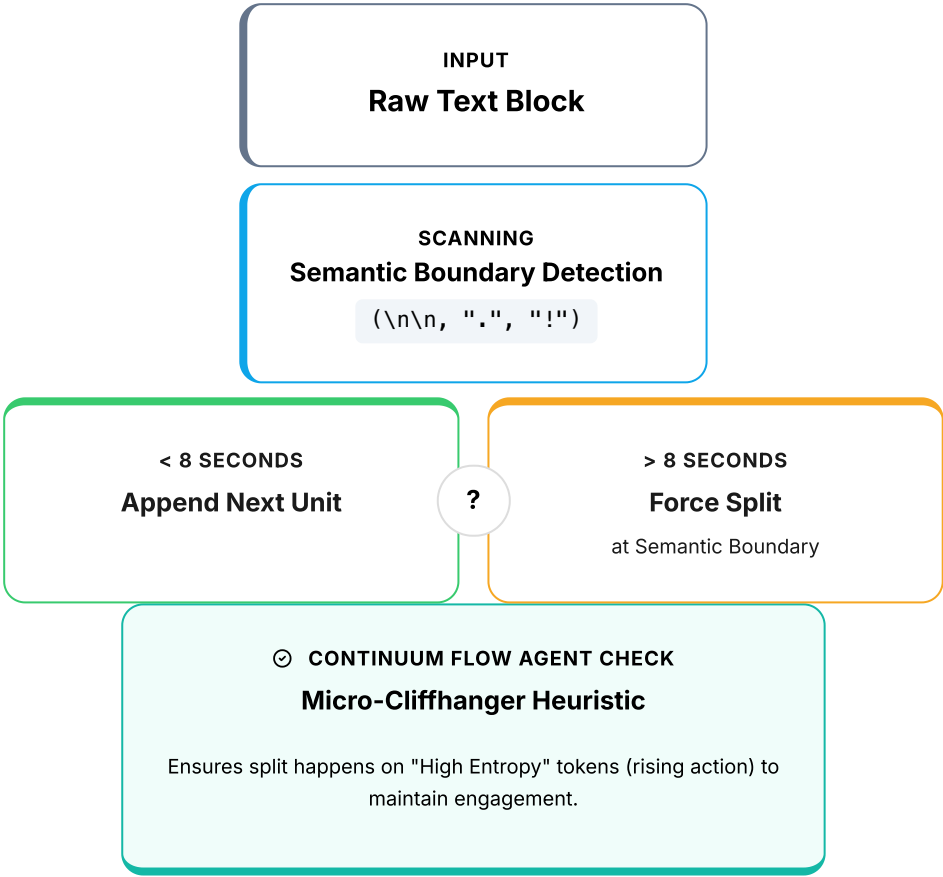 INPUT
Raw Text Block
SCANNING
Semantic Boundary Detection
(\n\n, ".", "!")
< 8 SECONDS
Append Next Unit
?
> 8 SECONDS
Force Split
at Semantic Boundary
CONTINUUM FLOW AGENT CHECK
Micro-Cliffhanger Heuristic
Ensures split happens on "High Entropy" tokens (rising action) to
maintain engagement.